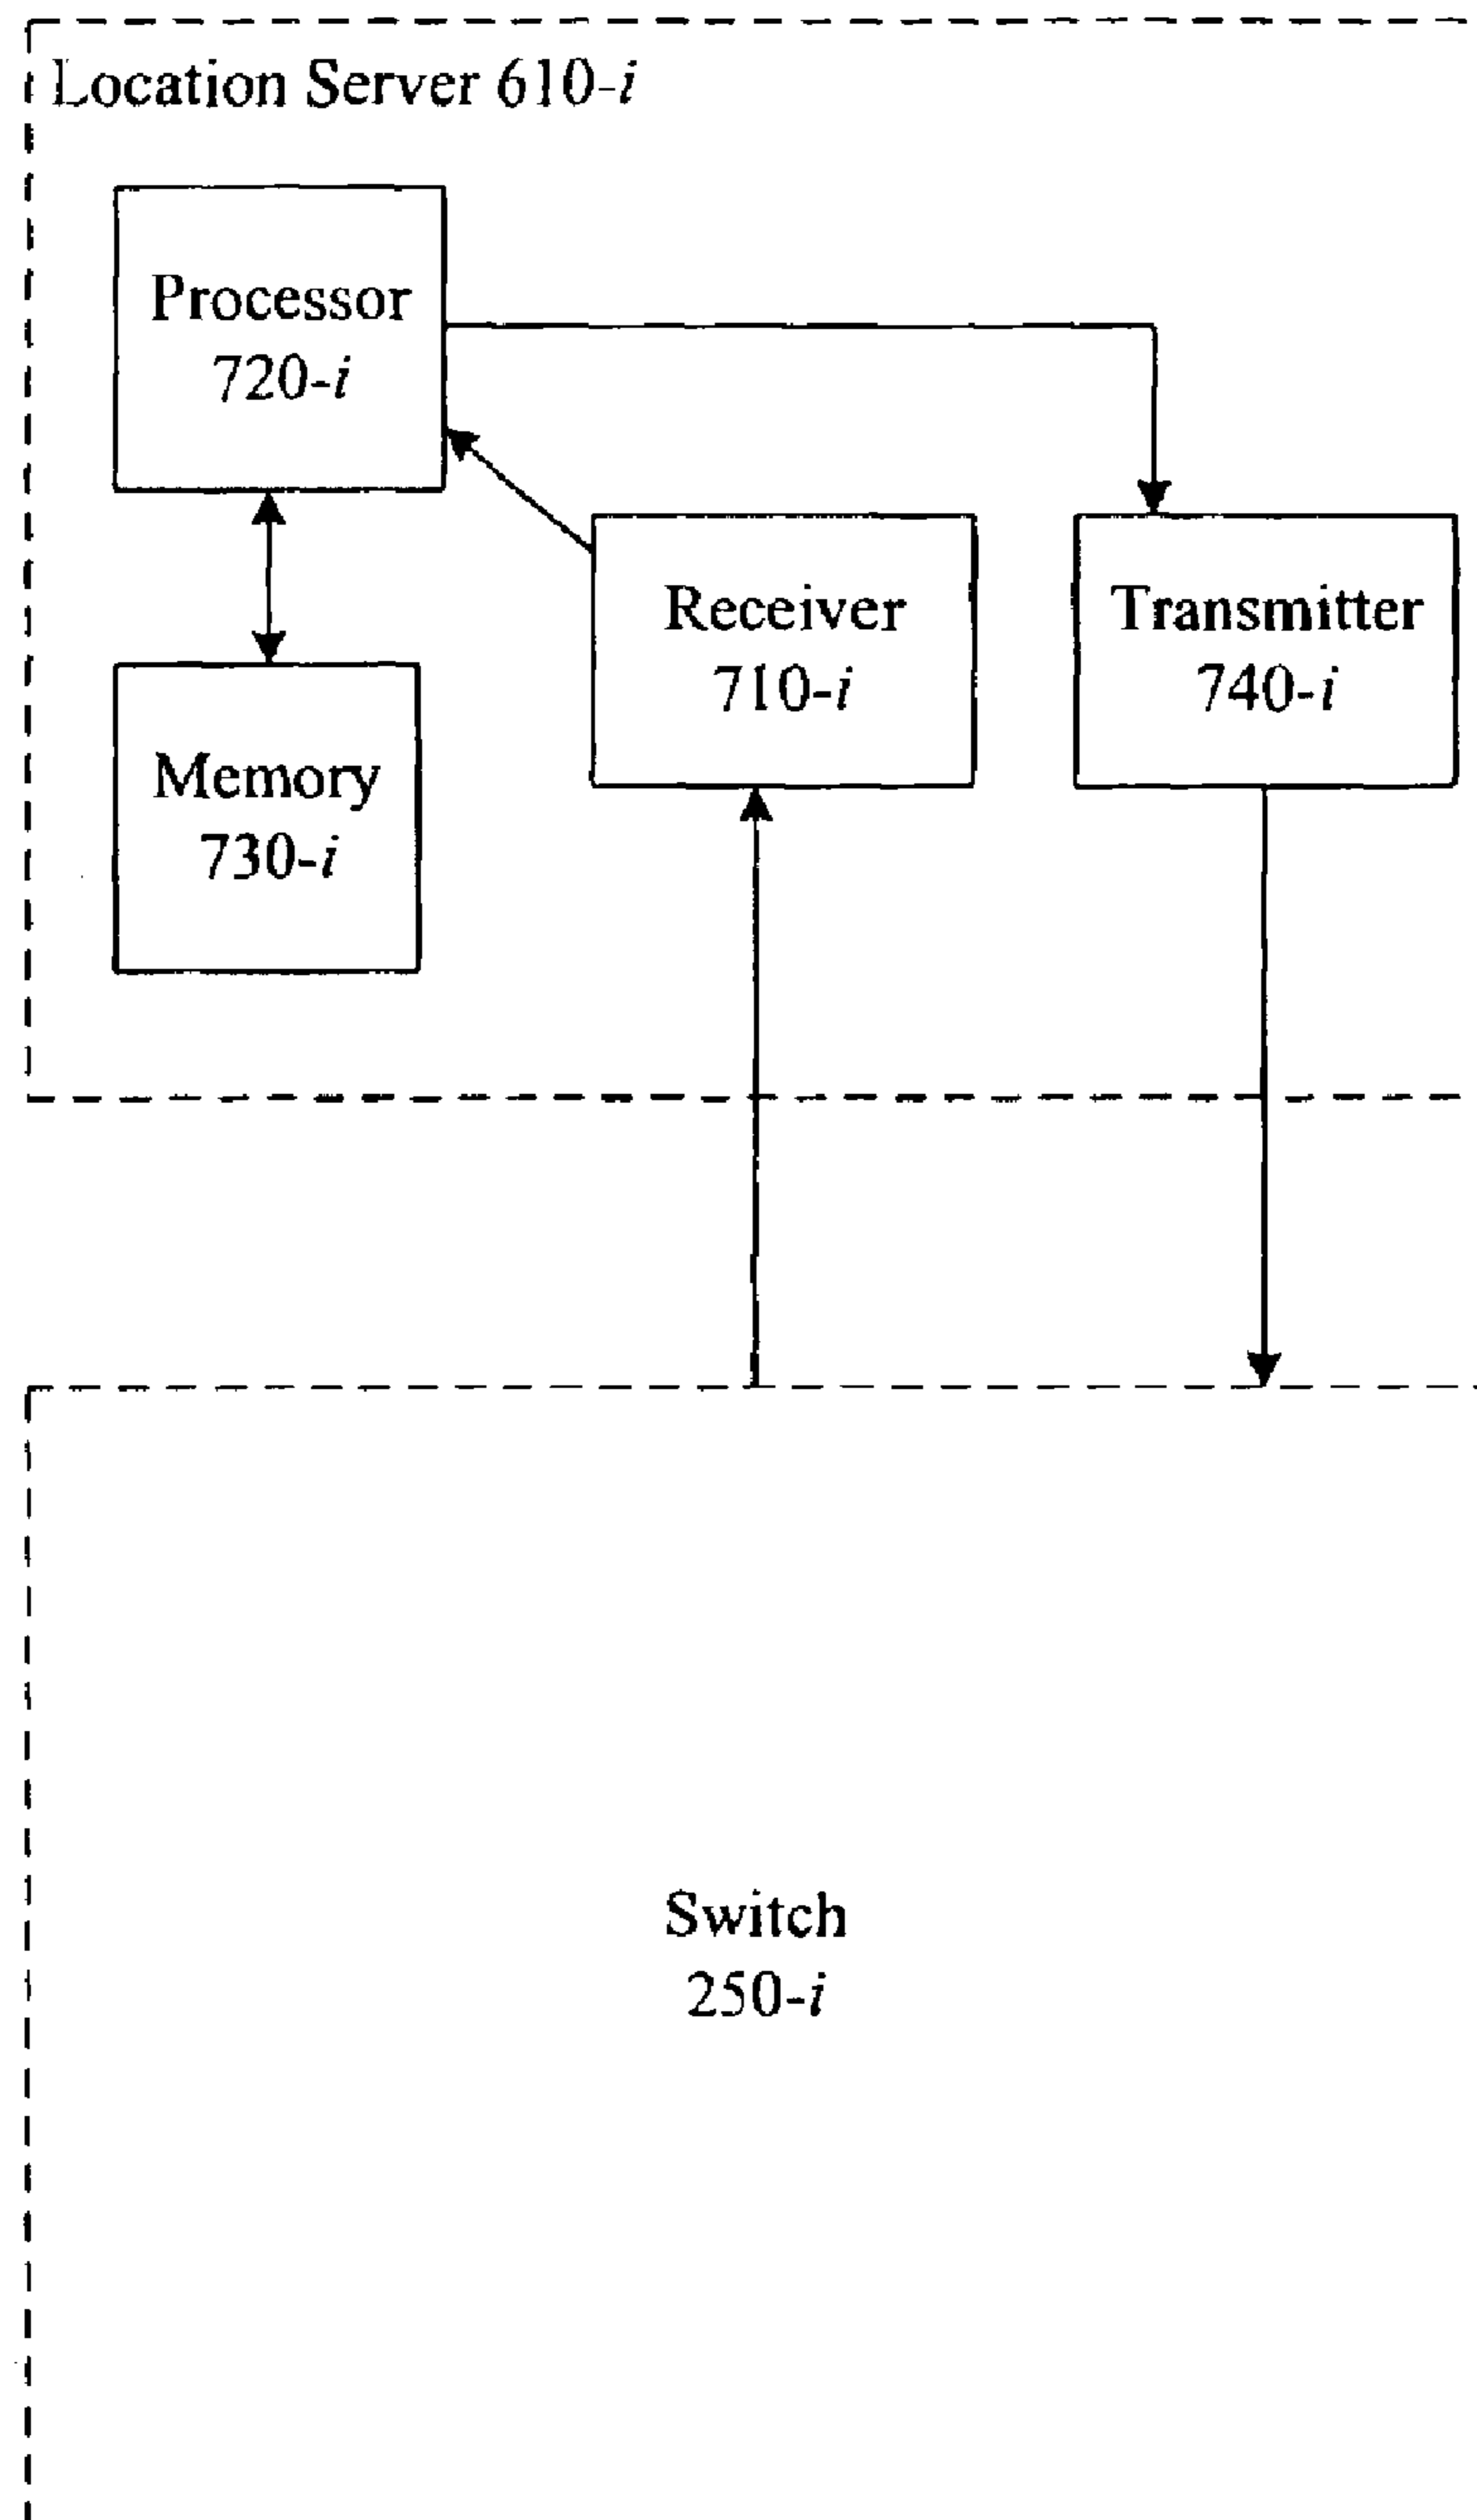 Location Server 610-i
Processor
720-i
Receiver
710-i
Transmitter
740-i
Memory
730-i
Switch
250-i